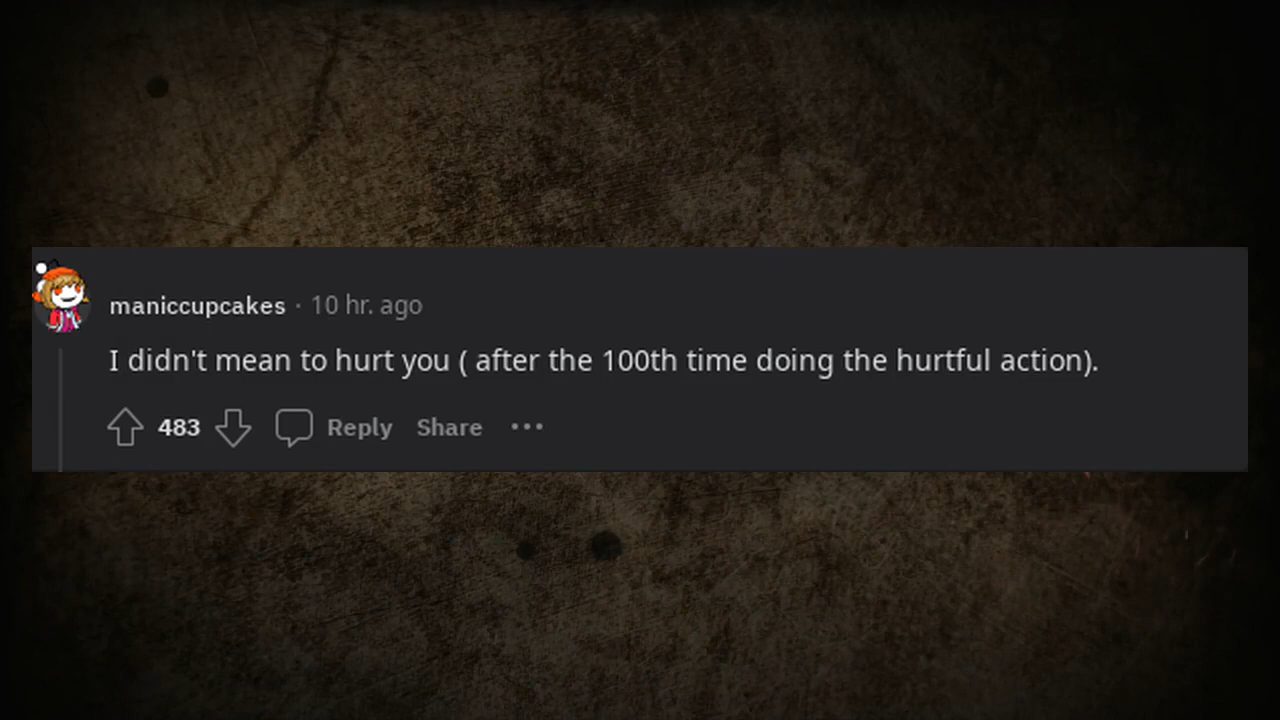 maniccupcakes · 10 hr. ago
I didn't mean to hurt you ( after the 100th time doing the hurtful action).
483 Reply Share •••